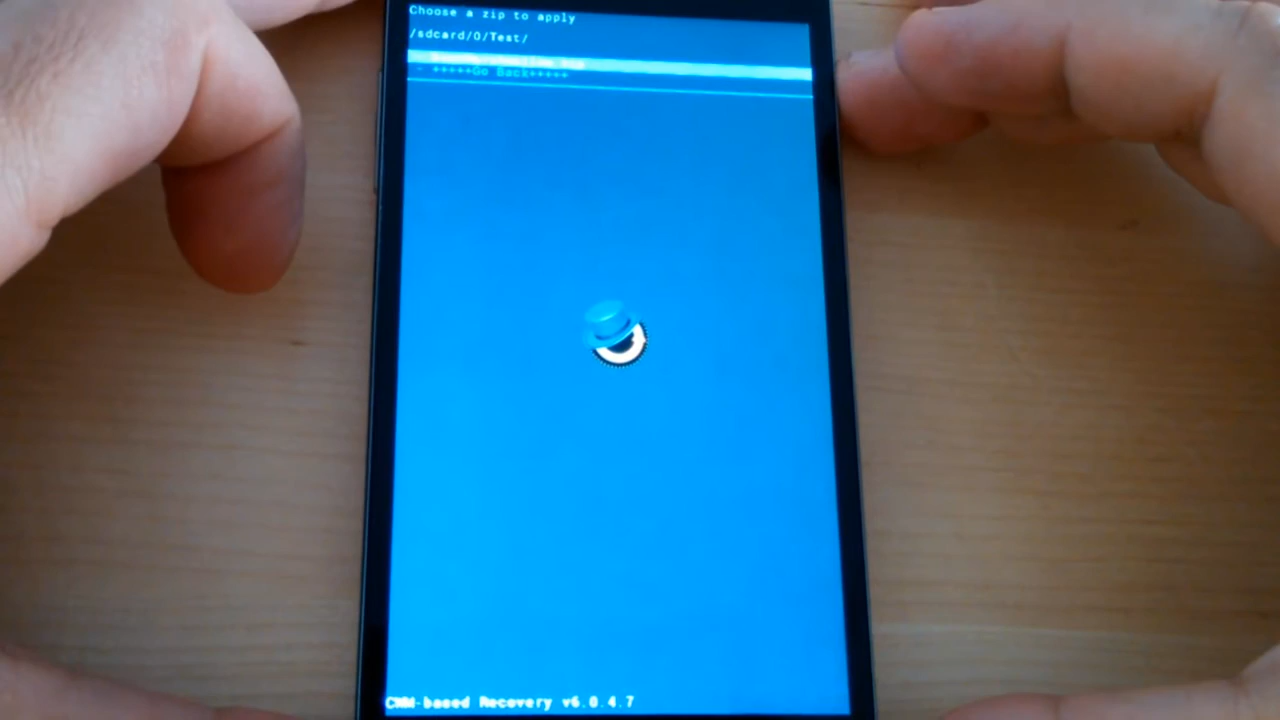 Choose a zip to apply
/sdcard/0/Test/
- +++++Go Back+++++
CWM-based Recovery v6.0.4.7